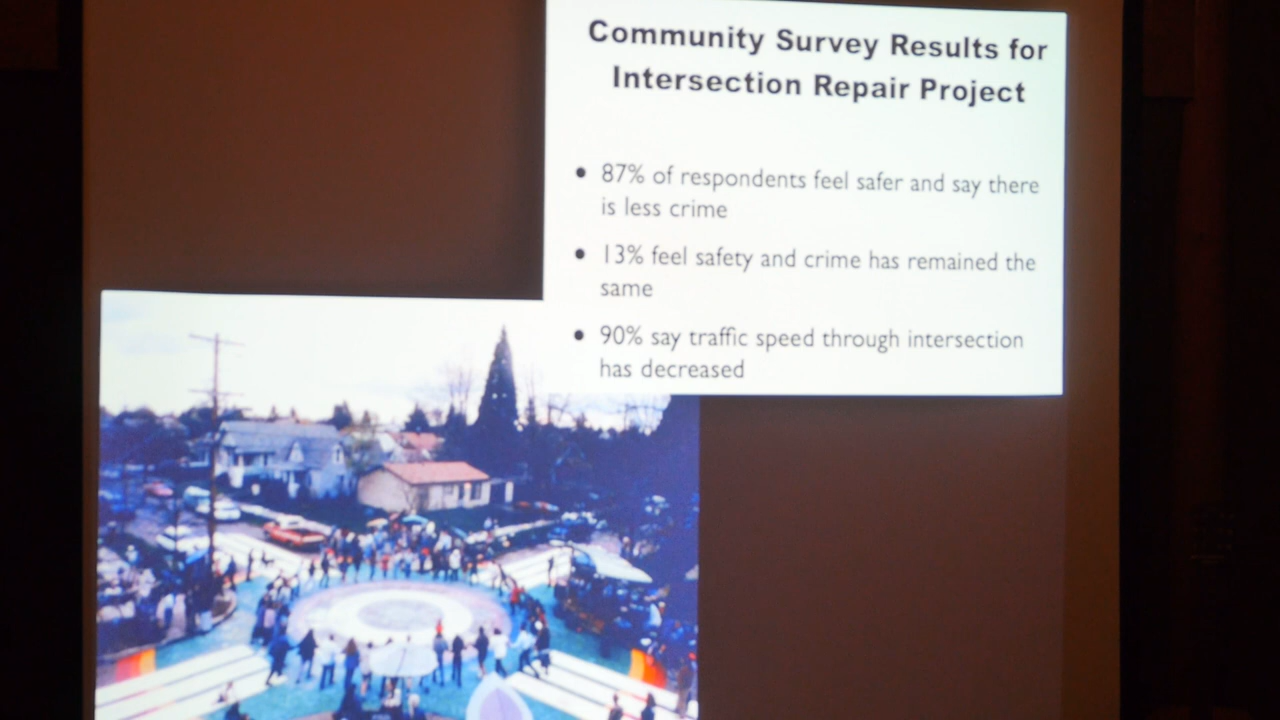 Community Survey Results for
Intersection Repair Project
• 87% of respondents feel safer and say there
is less crime
• 13% feel safety and crime has remained the
same
• 90% say traffic speed through intersection
has decreased